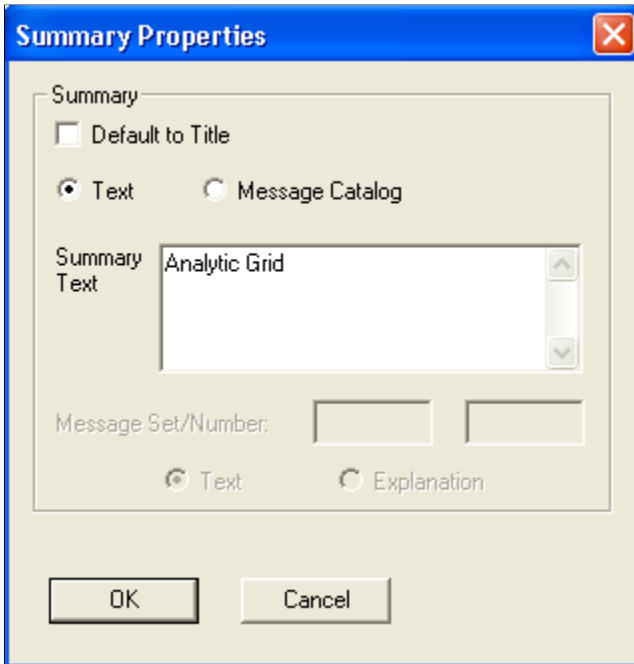 Summary Properties
Summary
Default to Title
Text Message Catalog
Summary Text
Analytic Grid
Message Set/Number:
Text Explanation
OK Cancel